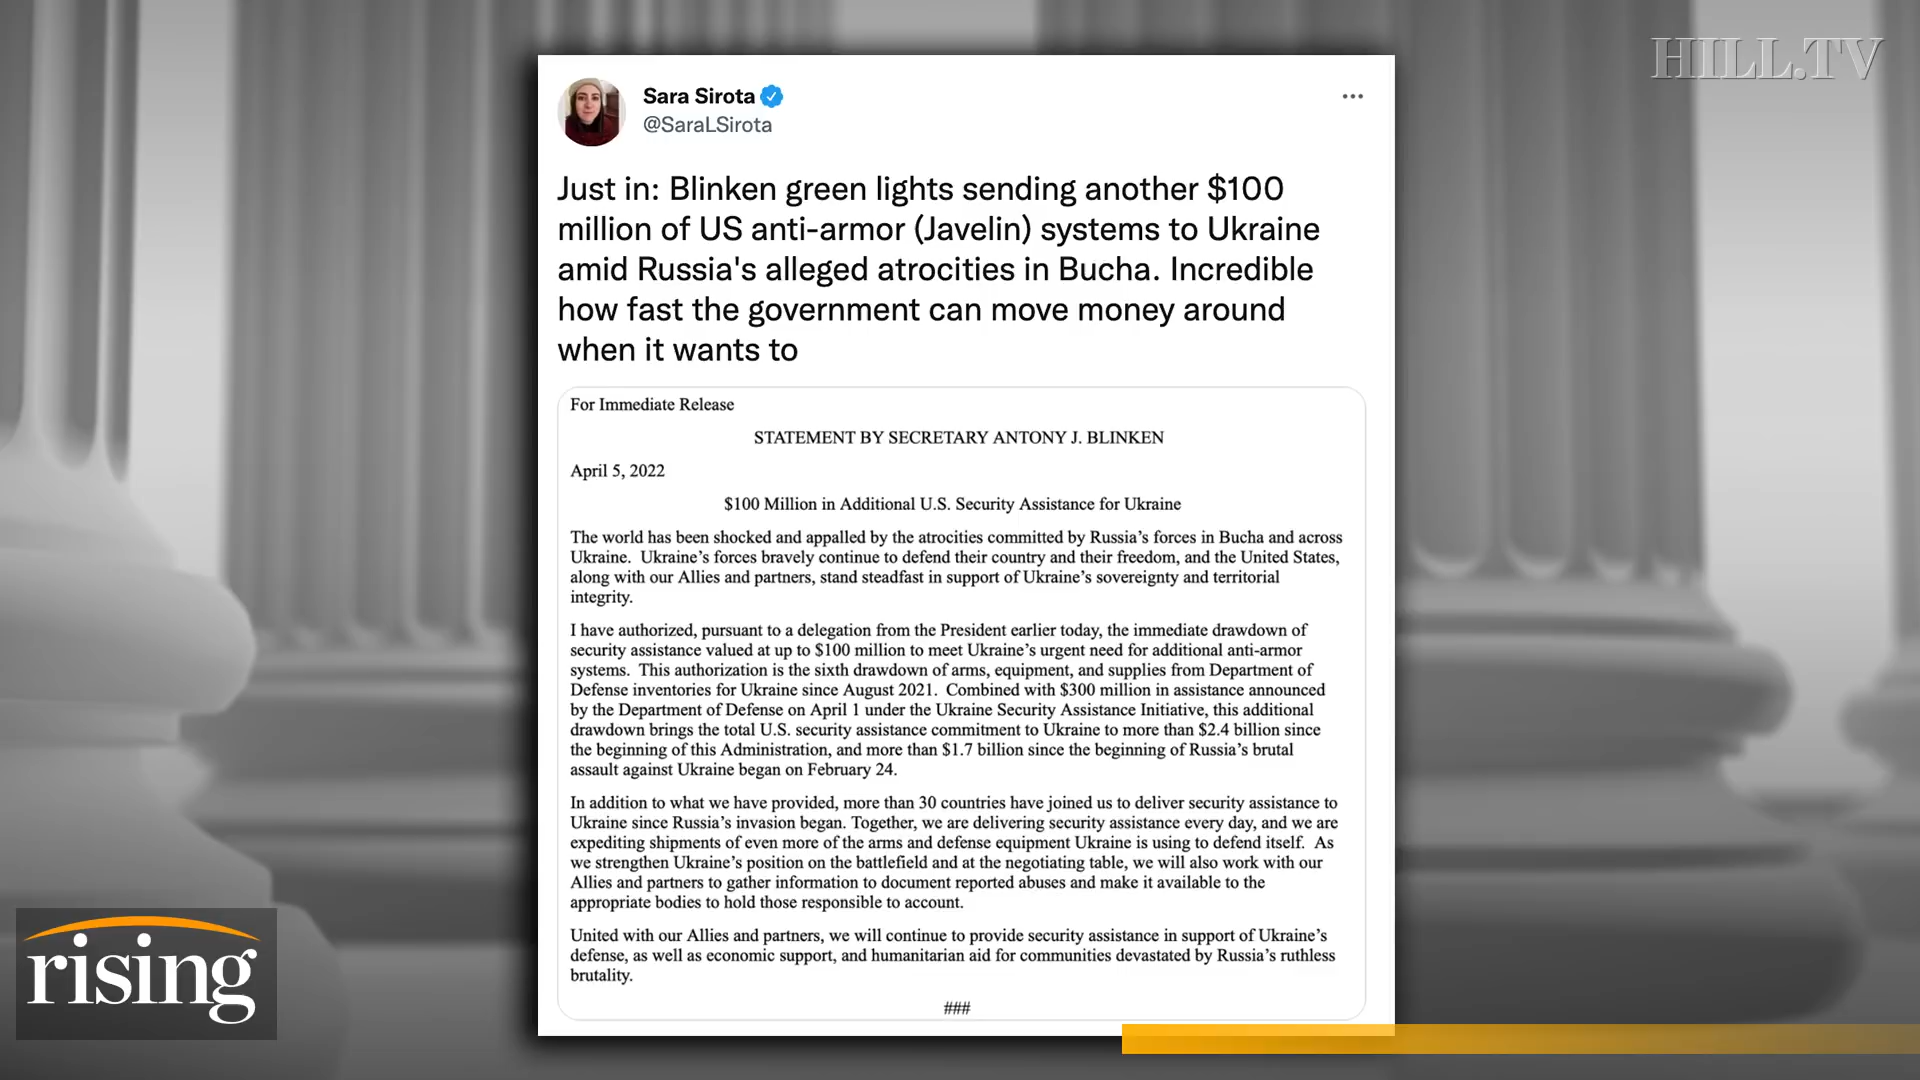 HILL.TV
Sara Sirota
@SaraLSirota
Just in: Blinken green lights sending another $100
million of US anti-armor (Javelin) systems to Ukraine
amid Russia's alleged atrocities in Bucha. Incredible
how fast the government can move money around
when it wants to
For Immediate Release
STATEMENT BY SECRETARY ANTONY J. BLINKEN
April 5, 2022
$100 Million in Additional U.S. Security Assistance for Ukraine
The world has been shocked and appalled by the atrocities committed by Russia’s forces in Bucha and across
Ukraine.  Ukraine’s forces bravely continue to defend their country and their freedom, and the United States,
along with our Allies and partners, stand steadfast in support of Ukraine’s sovereignty and territorial
integrity.
I have authorized, pursuant to a delegation from the President earlier today, the immediate drawdown of
security assistance valued at up to $100 million to meet Ukraine’s urgent need for additional anti-armor
systems.  This authorization is the sixth drawdown of arms, equipment, and supplies from Department of
Defense inventories for Ukraine since August 2021.  Combined with $300 million in assistance announced
by the Department of Defense on April 1 under the Ukraine Security Assistance Initiative, this additional
drawdown brings the total U.S. security assistance commitment to Ukraine to more than $2.4 billion since
the beginning of this Administration, and more than $1.7 billion since the beginning of Russia’s brutal
assault against Ukraine began on February 24.
In addition to what we have provided, more than 30 countries have joined us to deliver security assistance to
Ukraine since Russia’s invasion began. Together, we are delivering security assistance every day, and we are
expediting shipments of even more of the arms and defense equipment Ukraine is using to defend itself.  As
we strengthen Ukraine’s position on the battlefield and at the negotiating table, we will also work with our
Allies and partners to gather information to document reported abuses and make it available to the
appropriate bodies to hold those responsible to account.
United with our Allies and partners, we will continue to provide security assistance in support of Ukraine’s
defense, as well as economic support, and humanitarian aid for communities devastated by Russia’s ruthless
brutality.
###
rising